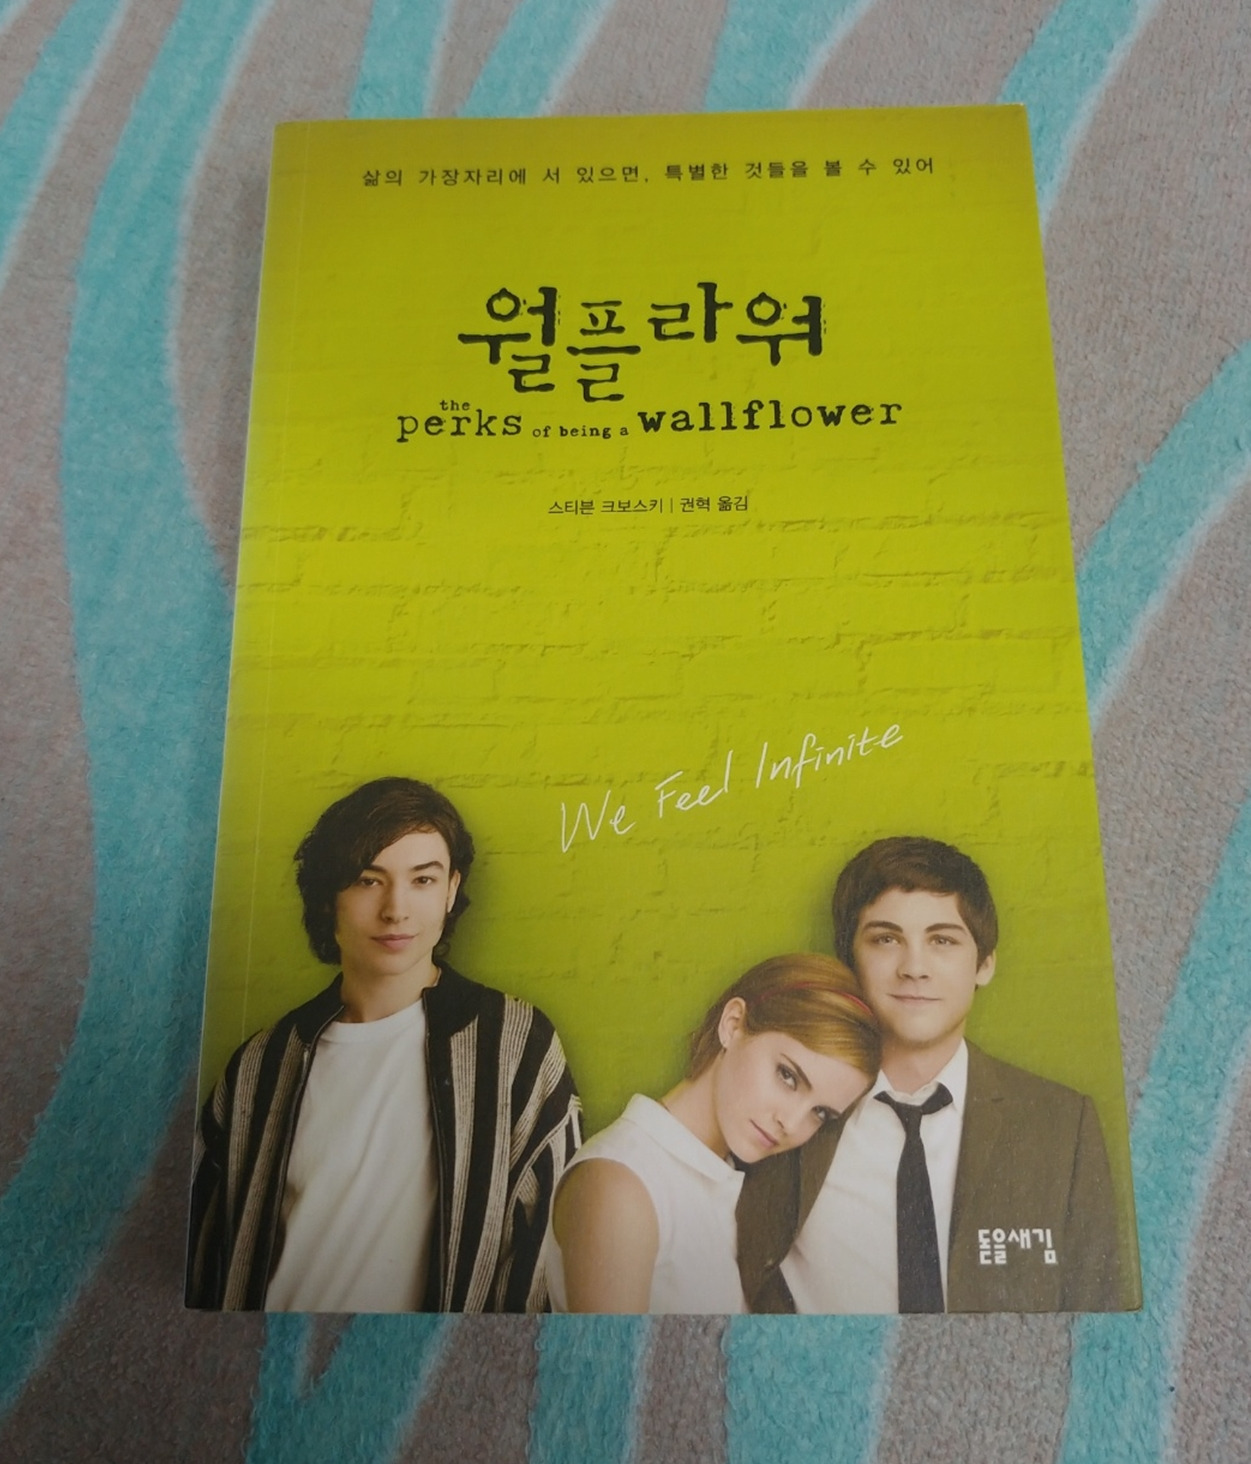 삶의 가장자리에 서 있으면, 특별한 것들을 볼 수 있어
월플라워
the perks of being a wallflower
스티븐 크보스키 | 권혁 옮김
We Feel Infinite
돋을새김